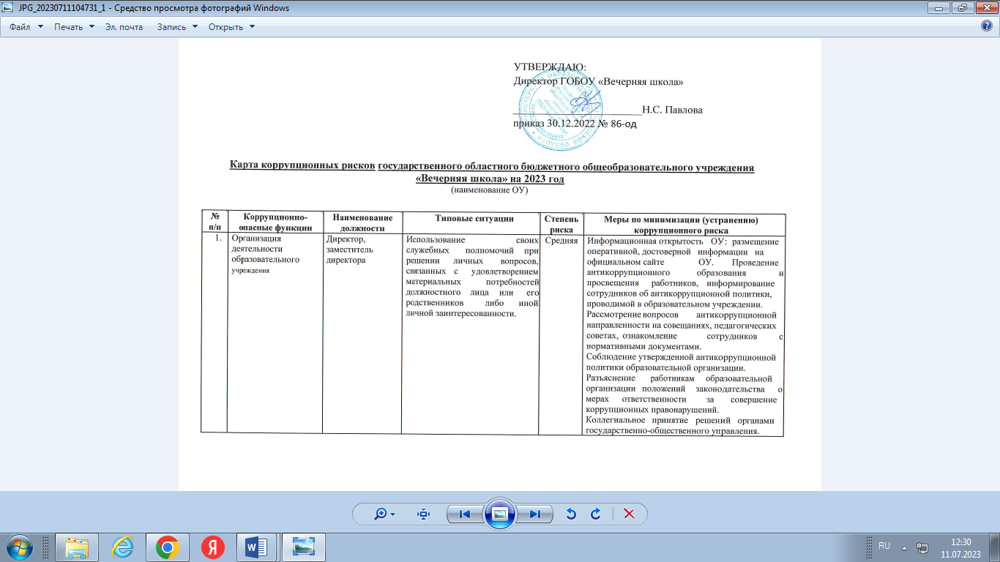 JPG_20230711104731_1 - Средство просмотра фотографий Windows
Файл Печать Эл. почта Запись Открыть
УТВЕРЖДАЮ:
Директор ГОБОУ «Вечерняя школа»
Н.С. Павлова
приказ 30.12.2022 № 86-од
Карта коррупционных рисков государственного областного бюджетного общеобразовательного учреждения
«Вечерняя школа» на 2023 год
(наименование ОУ)
№
п/п
Коррупционно-
опасные функции
Наименование
должности
Типовые ситуации
Степень
риска
Меры по минимизации (устранению)
коррупционного риска
1.
Организация
деятельности
образовательного
учреждения
Директор,
заместитель
директора
Использование своих
служебных полномочий при
решении личных вопросов,
связанных с удовлетворением
материальных потребностей
должностного лица или его
родственников либо иной
личной заинтересованности.
Средняя
Информационная открытость ОУ: размещение
оперативной, достоверной информации на
официальном сайте ОУ. Проведение
антикоррупционного образования и
просвещения работников, информирование
сотрудников об антикоррупционной политики,
проводимой в образовательном учреждении.
Рассмотрение вопросов антикоррупционной
направленности на совещаниях, педагогических
советах, ознакомление сотрудников с
нормативными документами.
Соблюдение утвержденной антикоррупционной
политики образовательной организации.
Разъяснение работникам образовательной
организации положений законодательства о
мерах ответственности за совершение
коррупционных правонарушений.
Коллегиальное принятие решений органами
государственно-общественного управления.
RU
12:30
11.07.2023